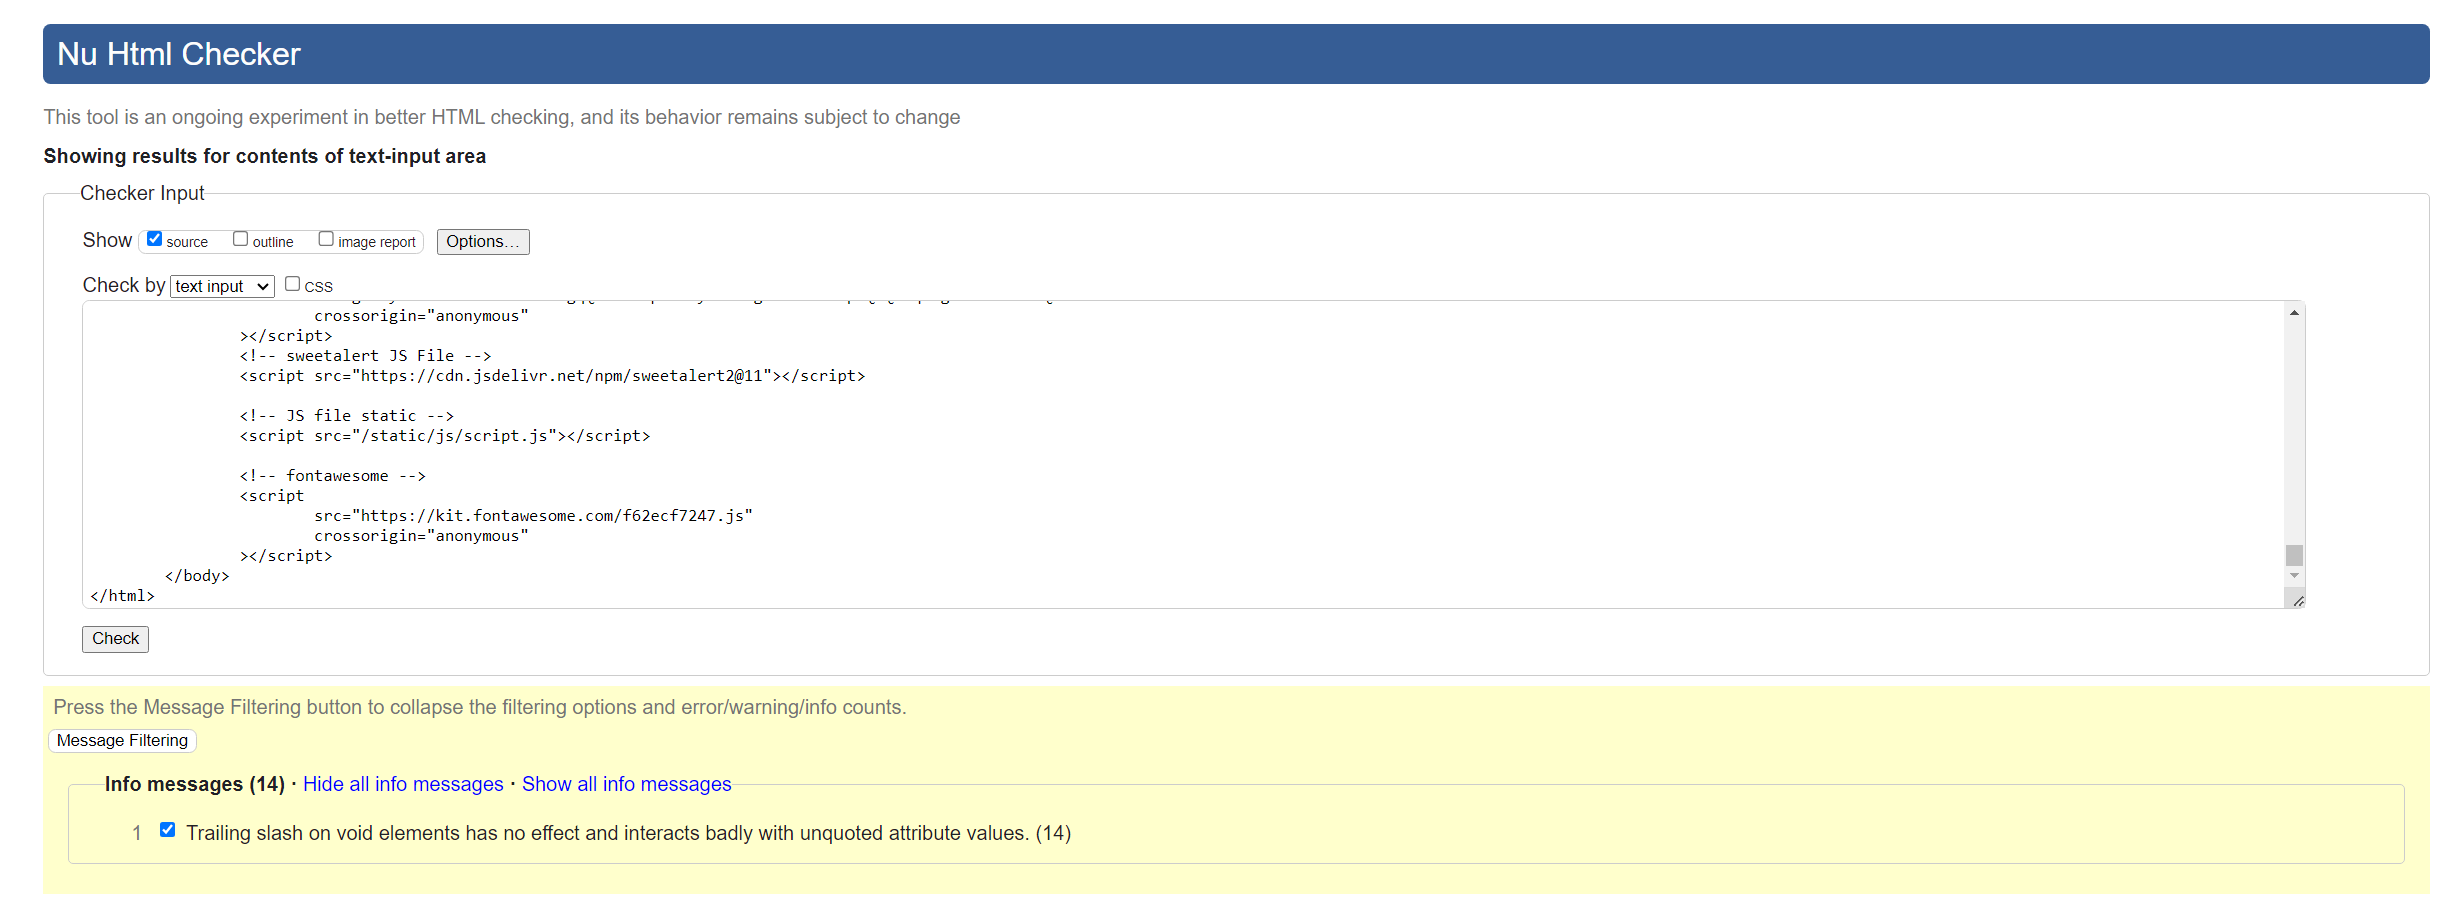 Nu Html Checker
This tool is an ongoing experiment in better HTML checking, and its behavior remains subject to change
Showing results for contents of text-input area
Checker Input
Show source outline image report Options...
Check by text input CSS
crossorigin="anonymous"
></script>
<!-- sweetalert JS File -->
<script src="https://cdn.jsdelivr.net/npm/sweetalert2@11"></script>
<!-- JS file static -->
<script src="/static/js/script.js"></script>
<!-- fontawesome -->
<script
src="https://kit.fontawesome.com/f62ecf7247.js"
crossorigin="anonymous"
></script>
</body>
</html>
Check
Press the Message Filtering button to collapse the filtering options and error/warning/info counts.
Message Filtering
Info messages (14) · Hide all info messages · Show all info messages
1 Trailing slash on void elements has no effect and interacts badly with unquoted attribute values. (14)